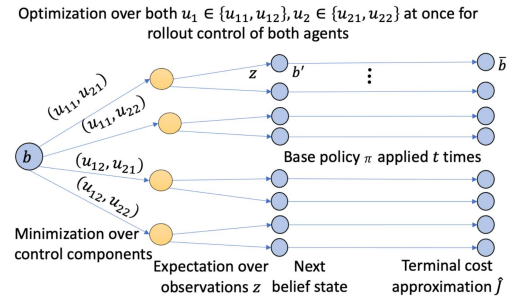 Optimization over both u₁ ∈ {u₁₁, u₁₂}, u₂ ∈ {u₂₁, u₂₂} at once for
rollout control of both agents
z
b′
⋮
b̄
(u₁₁, u₂₁)
(u₁₁, u₂₂)
b
Base policy π applied t times
(u₁₂, u₂₁)
(u₁₂, u₂₂)
Minimization over
control components
Expectation over
observations z
Next
belief state
Terminal cost
approximation Ĵ